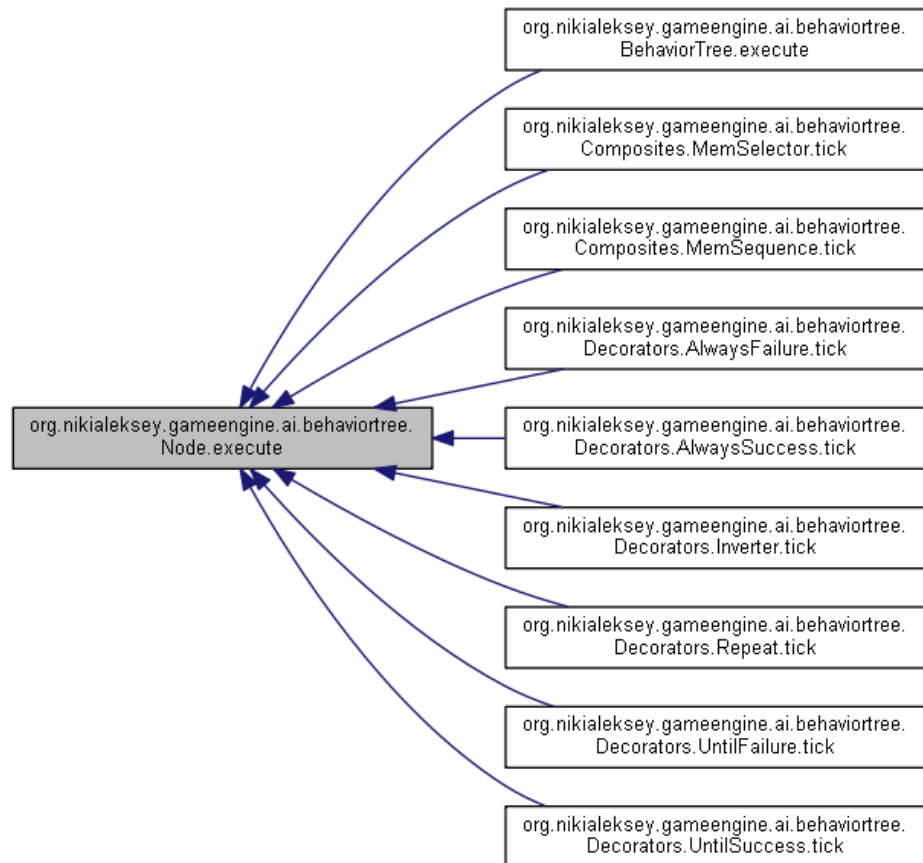 org.nikialeksey.gameengine.ai.behaviortree.
BehaviorTree.execute
org.nikialeksey.gameengine.ai.behaviortree.
Composites.MemSelector.tick
org.nikialeksey.gameengine.ai.behaviortree.
Composites.MemSequence.tick
org.nikialeksey.gameengine.ai.behaviortree.
Decorators.AlwaysFailure.tick
org.nikialeksey.gameengine.ai.behaviortree.
Node.execute
org.nikialeksey.gameengine.ai.behaviortree.
Decorators.AlwaysSuccess.tick
org.nikialeksey.gameengine.ai.behaviortree.
Decorators.Inverter.tick
org.nikialeksey.gameengine.ai.behaviortree.
Decorators.Repeat.tick
org.nikialeksey.gameengine.ai.behaviortree.
Decorators.UntilFailure.tick
org.nikialeksey.gameengine.ai.behaviortree.
Decorators.UntilSuccess.tick